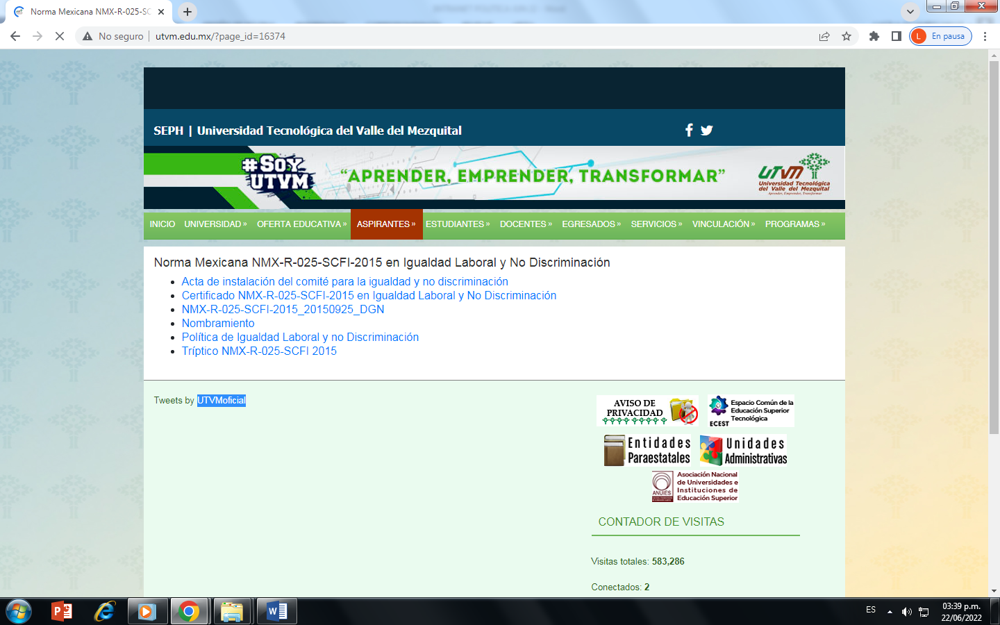 Norma Mexicana NMX-R-025-SC
No seguro
utvm.edu.mx/?page_id=16374
L
En pausa
SEPH | Universidad Tecnológica del Valle del Mezquital
#SOY
UTVM
“APRENDER, EMPRENDER, TRANSFORMAR”
UTVM
Universidad Tecnológica
del Valle del Mezquital
Aprender, Emprender, Transformar
INICIO UNIVERSIDAD » OFERTA EDUCATIVA » ASPIRANTES » ESTUDIANTES » DOCENTES » EGRESADOS » SERVICIOS » VINCULACIÓN » PROGRAMAS »
Norma Mexicana NMX-R-025-SCFI-2015 en Igualdad Laboral y No Discriminación
• Acta de instalación del comité para la igualdad y no discriminación
• Certificado NMX-R-025-SCFI-2015 en Igualdad Laboral y No Discriminación
• NMX-R-025-SCFI-2015_20150925_DGN
• Nombramiento
• Política de Igualdad Laboral y no Discriminación
• Tríptico NMX-R-025-SCFI 2015
Tweets by UTVMoficial
AVISO DE
PRIVACIDAD
ECEST
Espacio Común de la
Educación Superior
Tecnológica
Entidades
Paraestatales
Unidades
Administrativas
ANUIES
Asociación Nacional
de Universidades e
Instituciones de
Educación Superior
CONTADOR DE VISITAS
Visitas totales: 583,286
Conectados: 2
ES
03:39 p.m.
22/06/2022